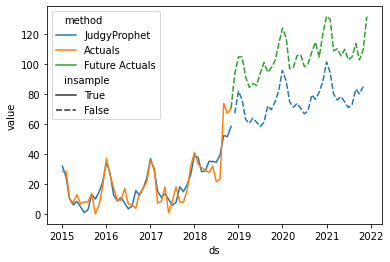 method
JudgyProphet
Actuals
Future Actuals
insample
True
False
value
120
100
80
60
40
20
0
2015 2016 2017 2018 2019 2020 2021 2022
ds